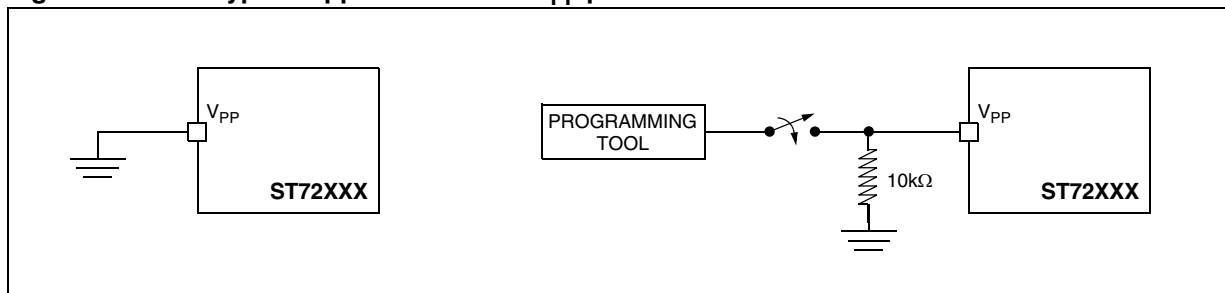 V_PP
ST72XXX
PROGRAMMING
TOOL
10kΩ
V_PP
ST72XXX